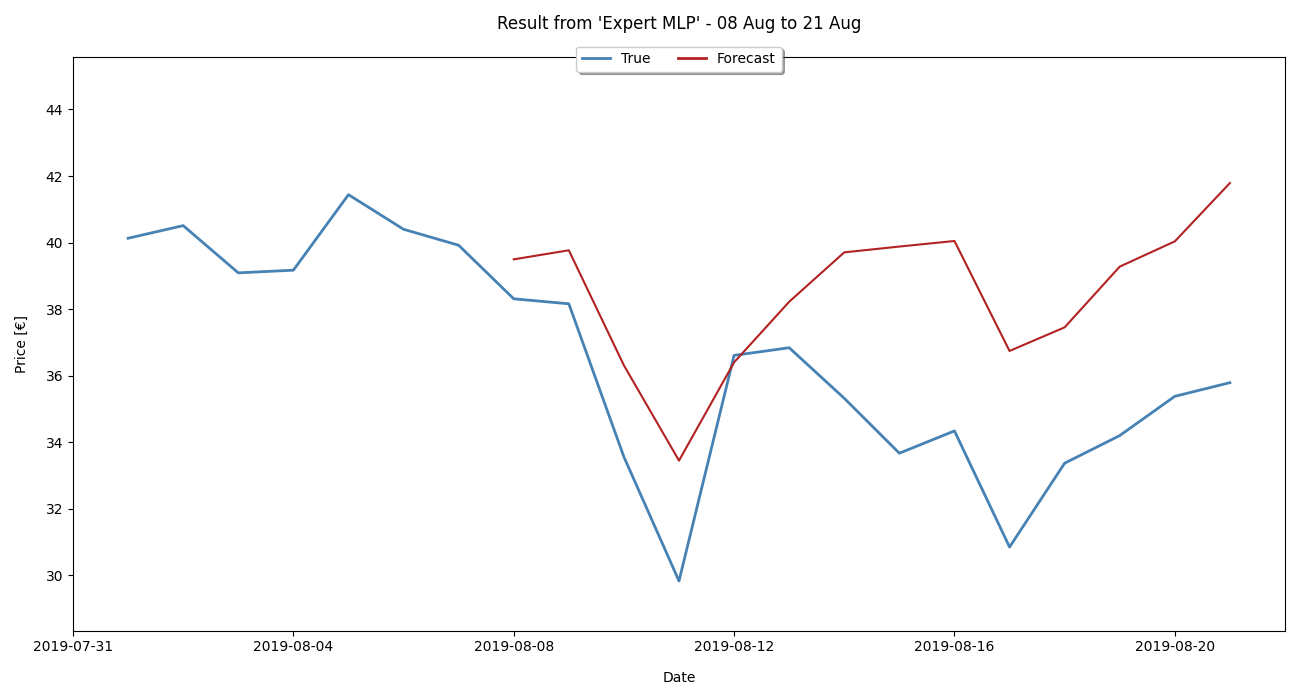 Result from 'Expert MLP' - 08 Aug to 21 Aug
True Forecast
44
42
40
38
36
34
32
30
Price [€]
2019-07-31 2019-08-04 2019-08-08 2019-08-12 2019-08-16 2019-08-20
Date